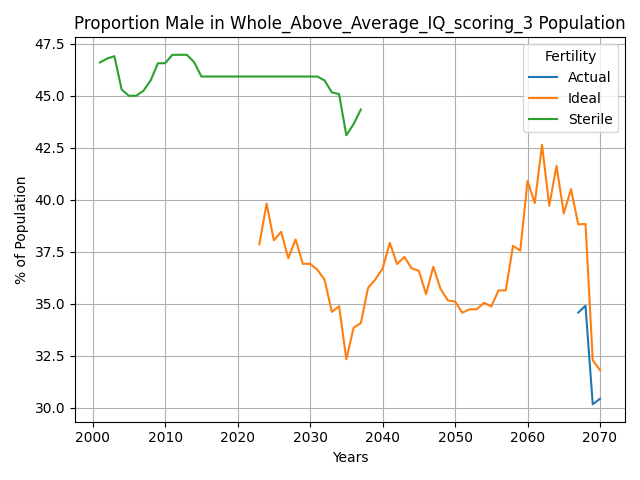 Proportion Male in Whole_Above_Average_IQ_scoring_3 Population
Fertility
Actual
Ideal
Sterile
% of Population
47.5
45.0
42.5
40.0
37.5
35.0
32.5
30.0
2000 2010 2020 2030 2040 2050 2060 2070
Years